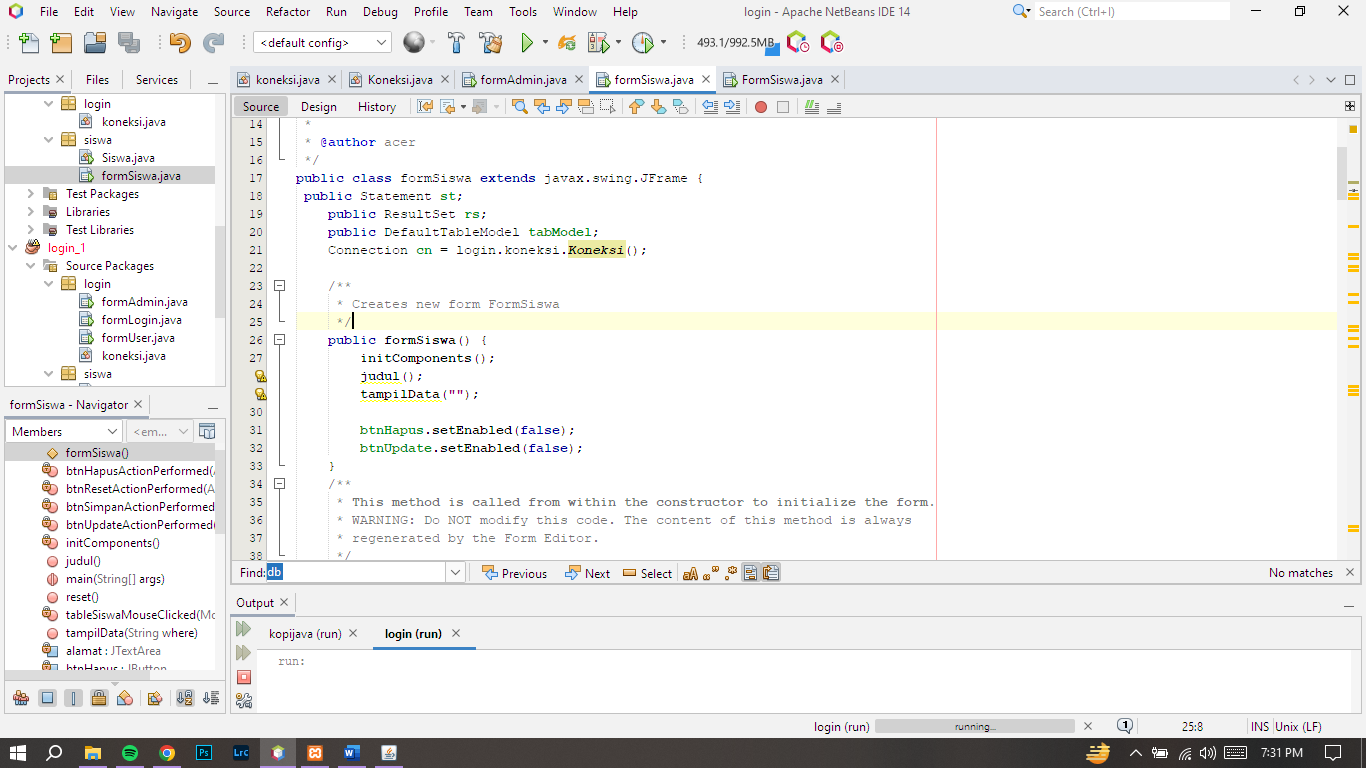 File Edit View Navigate Source Refactor Run Debug Profile Team Tools Window Help login - Apache NetBeans IDE 14 Search (Ctrl+I)
<default config> 493.1/992.5MB
Projects Files Services
koneksi.java Koneksi.java formAdmin.java formSiswa.java FormSiswa.java
Source Design History
login
koneksi.java
siswa
Siswa.java
formSiswa.java
Test Packages
Libraries
Test Libraries
login_1
Source Packages
login
formAdmin.java
formLogin.java
formUser.java
koneksi.java
siswa
14 *
15 * @author acer
16 */
17 public class formSiswa extends javax.swing.JFrame {
18 public Statement st;
19 public ResultSet rs;
20 public DefaultTableModel tabModel;
21 Connection cn = login.koneksi.Koneksi();
22
23 /**
24 * Creates new form FormSiswa
25 */
26 public formSiswa() {
27 initComponents();
judul();
tampilData("");
30
31 btnHapus.setEnabled(false);
32 btnUpdate.setEnabled(false);
33 }
34 /**
35 * This method is called from within the constructor to initialize the form.
36 * WARNING: Do NOT modify this code. The content of this method is always
37 * regenerated by the Form Editor.
38 */
Find: db Previous Next Select No matches
formSiswa - Navigator
Members <em...
formSiswa()
btnHapusActionPerformed(
btnResetActionPerformed(A
btnSimpanActionPerformed
btnUpdateActionPerformed(
initComponents()
judul()
main(String[] args)
reset()
tableSiswaMouseClicked(Mo
tampilData(String where)
alamat : JTextArea
btnHapus : JButton
Output
kopijava (run) login (run)
run:
login (run) running... 1 25:8 INS Unix (LF)
Ps LrC W 7:31 PM